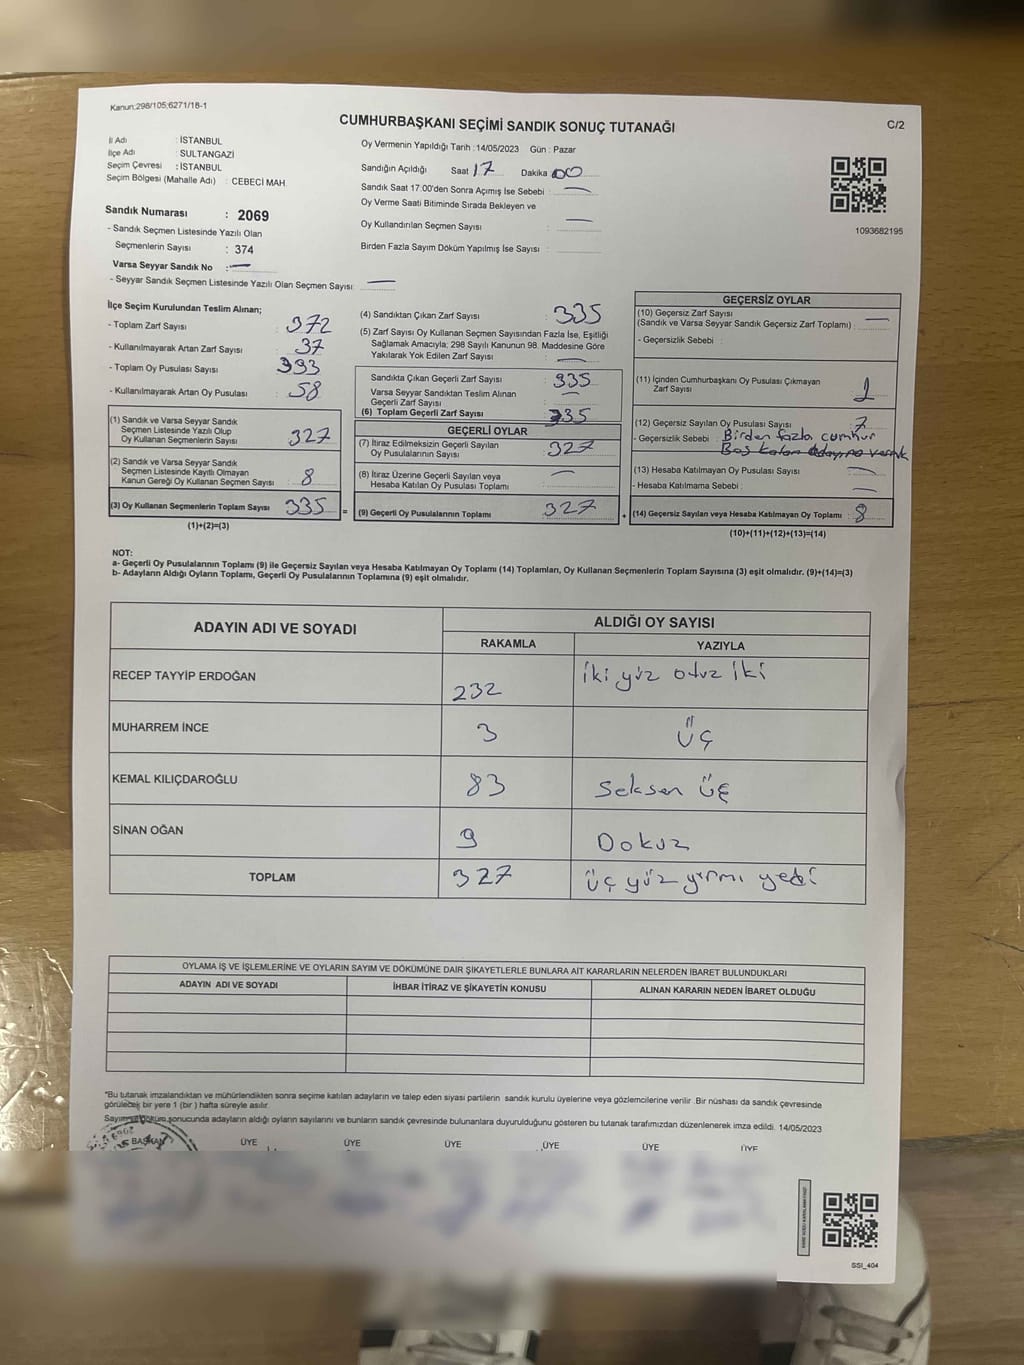 Kanun;298/105;6271/18-1
CUMHURBAŞKANI SEÇİMİ SANDIK SONUÇ TUTANAĞI
C/2
İl Adı : İSTANBUL
İlçe Adı : SULTANGAZİ
Seçim Çevresi : İSTANBUL
Seçim Bölgesi (Mahalle Adı) : CEBECİ MAH.
Sandık Numarası : 2069
- Sandık Seçmen Listesinde Yazılı Olan
Seçmenlerin Sayısı : 374
Varsa Seyyar Sandık No : —
- Seyyar Sandık Seçmen Listesinde Yazılı Olan Seçmen Sayısı : —
Oy Vermenin Yapıldığı Tarih : 14/05/2023 Gün : Pazar
Sandığın Açıldığı Saat 17 Dakika 00
Sandık Saat 17:00'den Sonra Açımış İse Sebebi : —
Oy Verme Saati Bitiminde Sırada Bekleyen ve
Oy Kullandırılan Seçmen Sayısı : —
Birden Fazla Sayım Döküm Yapılmış İse Sayısı :
1093682195
İlçe Seçim Kurulundan Teslim Alınan;
- Toplam Zarf Sayısı : 372
- Kullanılmayarak Artan Zarf Sayısı : 37
- Toplam Oy Pusulası Sayısı : 393
- Kullanılmayarak Artan Oy Pusulası : 58
(1) Sandık ve Varsa Seyyar Sandık
Seçmen Listesinde Yazılı Olup
Oy Kullanan Seçmenlerin Sayısı : 327
(2) Sandık ve Varsa Seyyar Sandık
Seçmen Listesinde Kayıtlı Olmayan
Kanun Gereği Oy Kullanan Seçmen Sayısı : 8
(3) Oy Kullanan Seçmenlerin Toplam Sayısı : 335 =
(1)+(2)=(3)
(4) Sandıktan Çıkan Zarf Sayısı : 335
(5) Zarf Sayısı Oy Kullanan Seçmen Sayısından Fazla İse, Eşitliği
Sağlamak Amacıyla; 298 Sayılı Kanunun 98. Maddesine Göre
Yakılarak Yok Edilen Zarf Sayısı : —
Sandıkta Çıkan Geçerli Zarf Sayısı : 335
Varsa Seyyar Sandıktan Teslim Alınan
Geçerli Zarf Sayısı : —
(6) Toplam Geçerli Zarf Sayısı : 335
GEÇERLİ OYLAR
(7) İtiraz Edilmeksizin Geçerli Sayılan
Oy Pusulalarının Sayısı : 327
(8) İtiraz Üzerine Geçerli Sayılan veya
Hesaba Katılan Oy Pusulası Toplamı : —
(9) Geçerli Oy Pusulalarının Toplamı : 327 +
GEÇERSİZ OYLAR
(10) Geçersiz Zarf Sayısı : —
(Sandık ve Varsa Seyyar Sandık Geçersiz Zarf Toplamı)
- Geçersizlik Sebebi :
(11) İçinden Cumhurbaşkanı Oy Pusulası Çıkmayan
Zarf Sayısı : 1
(12) Geçersiz Sayılan Oy Pusulası Sayısı : 7
- Geçersizlik Sebebi : Birden fazla cumhur
(13) Hesaba Katılmayan Oy Pusulası Sayısı : —
- Hesaba Katılmama Sebebi : —
(14) Geçersiz Sayılan veya Hesaba Katılmayan Oy Toplamı : 8
(10)+(11)+(12)+(13)=(14)
NOT:
a- Geçerli Oy Pusulalarının Toplamı (9) ile Geçersiz Sayılan veya Hesaba Katılmayan Oy Toplamı (14) Toplamları, Oy Kullanan Seçmenlerin Toplam Sayısına (3) eşit olmalıdır. (9)+(14)=(3)
b- Adayların Aldığı Oyların Toplamı, Geçerli Oy Pusulalarının Toplamına (9) eşit olmalıdır.
ADAYIN ADI VE SOYADI
ALDIĞI OY SAYISI
RAKAMLA YAZIYLA
RECEP TAYYİP ERDOĞAN 232 iki yüz otuz iki
MUHARREM İNCE 3 üç
KEMAL KILIÇDAROĞLU 83 Seksen üç
SİNAN OĞAN 9 Dokuz
TOPLAM 327 üç yüz yirmi yedi
OYLAMA İŞ VE İŞLEMLERİNE VE OYLARIN SAYIM VE DÖKÜMÜNE DAİR ŞİKAYETLERLE BUNLARA AİT KARARLARIN NELERDEN İBARET BULUNDUKLARI
ADAYIN ADI VE SOYADI İHBAR İTİRAZ VE ŞİKAYETİN KONUSU ALINAN KARARIN NEDEN İBARET OLDUĞU
*Bu tutanak imzalandıktan ve mühürlendikten sonra seçime katılan adayların ve talep eden siyasi partilerin sandık kurulu üyelerine veya gözlemcilerine verilir. Bir nüshası da sandık çevresinde
görülecek bir yere 1 (bir) hafta süreyle asılır.
Sayım ve döküm sonucunda adayların aldığı oyların sayılarını ve bunların sandık çevresinde bulunanlara duyurulduğunu gösteren bu tutanak tarafımızdan düzenlenerek imza edildi. 14/05/2023
BAŞKAN ÜYE ÜYE ÜYE ÜYE ÜYE ÜYE
SSI_404